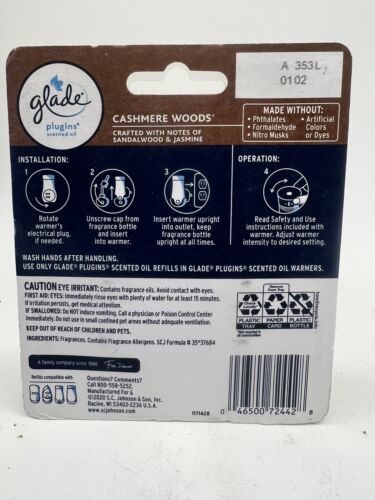 A 353L
0102
glade
plugins®
scented oil
CASHMERE WOODS®
CRAFTED WITH NOTES OF
SANDALWOOD & JASMINE
MADE WITHOUT:
• Phthalates • Artificial
• Formaldehyde Colors
• Nitro Musks or Dyes
INSTALLATION:
OPERATION:
1
2
3
4
Rotate
warmer's
electrical plug,
if needed.
Unscrew cap from
fragrance bottle
and insert
into warmer.
Insert warmer upright
into outlet, keep
fragrance bottle
upright at all times.
Read Safety and Use
instructions included with
warmer. Adjust warmer
intensity to desired setting.
WASH HANDS AFTER HANDLING.
USE ONLY GLADE® PLUGINS® SCENTED OIL REFILLS IN GLADE® PLUGINS® SCENTED OIL WARMERS.
CAUTION EYE IRRITANT: Contains fragrance oils. Avoid contact with eyes.
FIRST AID: EYES: Immediately rinse eyes with plenty of water for at least 15 minutes.
If irritation persists, get medical attention.
IF SWALLOWED: Do NOT induce vomiting. Call a physician or Poison Control Center
immediately. Do not use in small confined pet areas without adequate ventilation.
KEEP OUT OF REACH OF CHILDREN AND PETS.
INGREDIENTS: Fragrances. Contains Fragrance Allergens. SCJ Formula # 35*37684
Remove
from Tray
PLASTIC
TRAY
PAPER
CARD
PLASTIC
BOTTLE
A family company since 1886.
Refills compatible with
Questions? Comments?
Call 800-558-5252.
Manufactured For &
©2020 S.C. Johnson & Son, Inc.
Racine, WI 53403-2236 U.S.A.
www.scjohnson.com
1171428
0 46500 72442 8